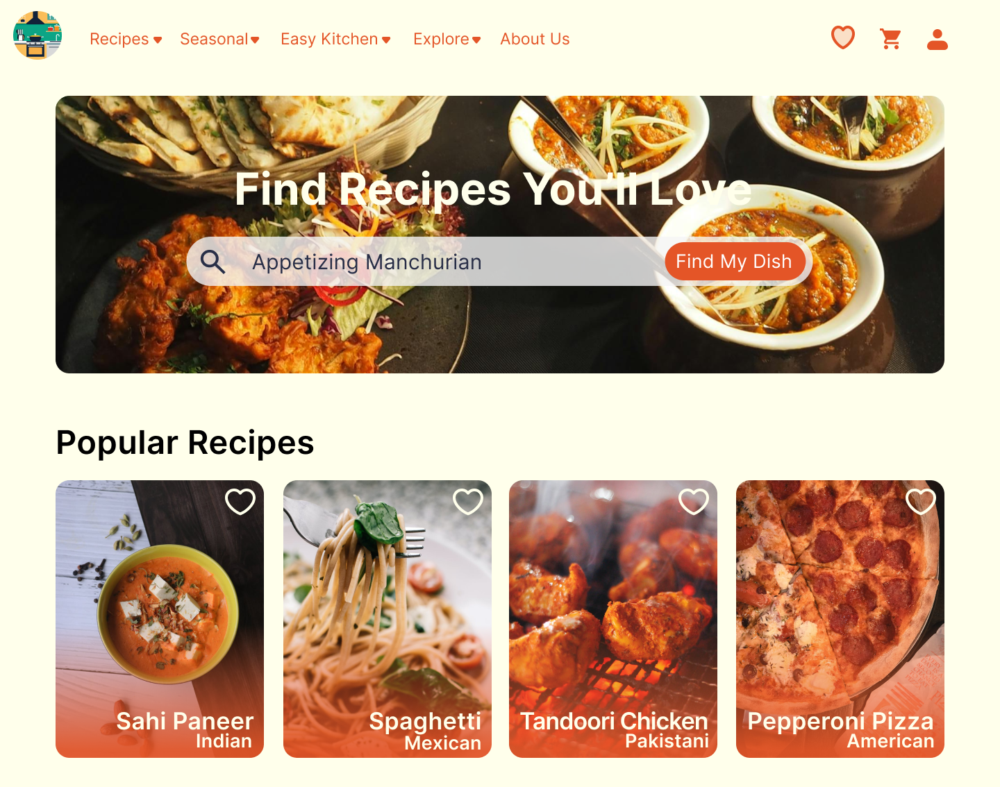 Recipes Seasonal Easy Kitchen Explore About Us
Find Recipes You'll Love
Appetizing Manchurian Find My Dish
Popular Recipes
Sahi Paneer
Indian
Spaghetti
Mexican
Tandoori Chicken
Pakistani
Pepperoni Pizza
American